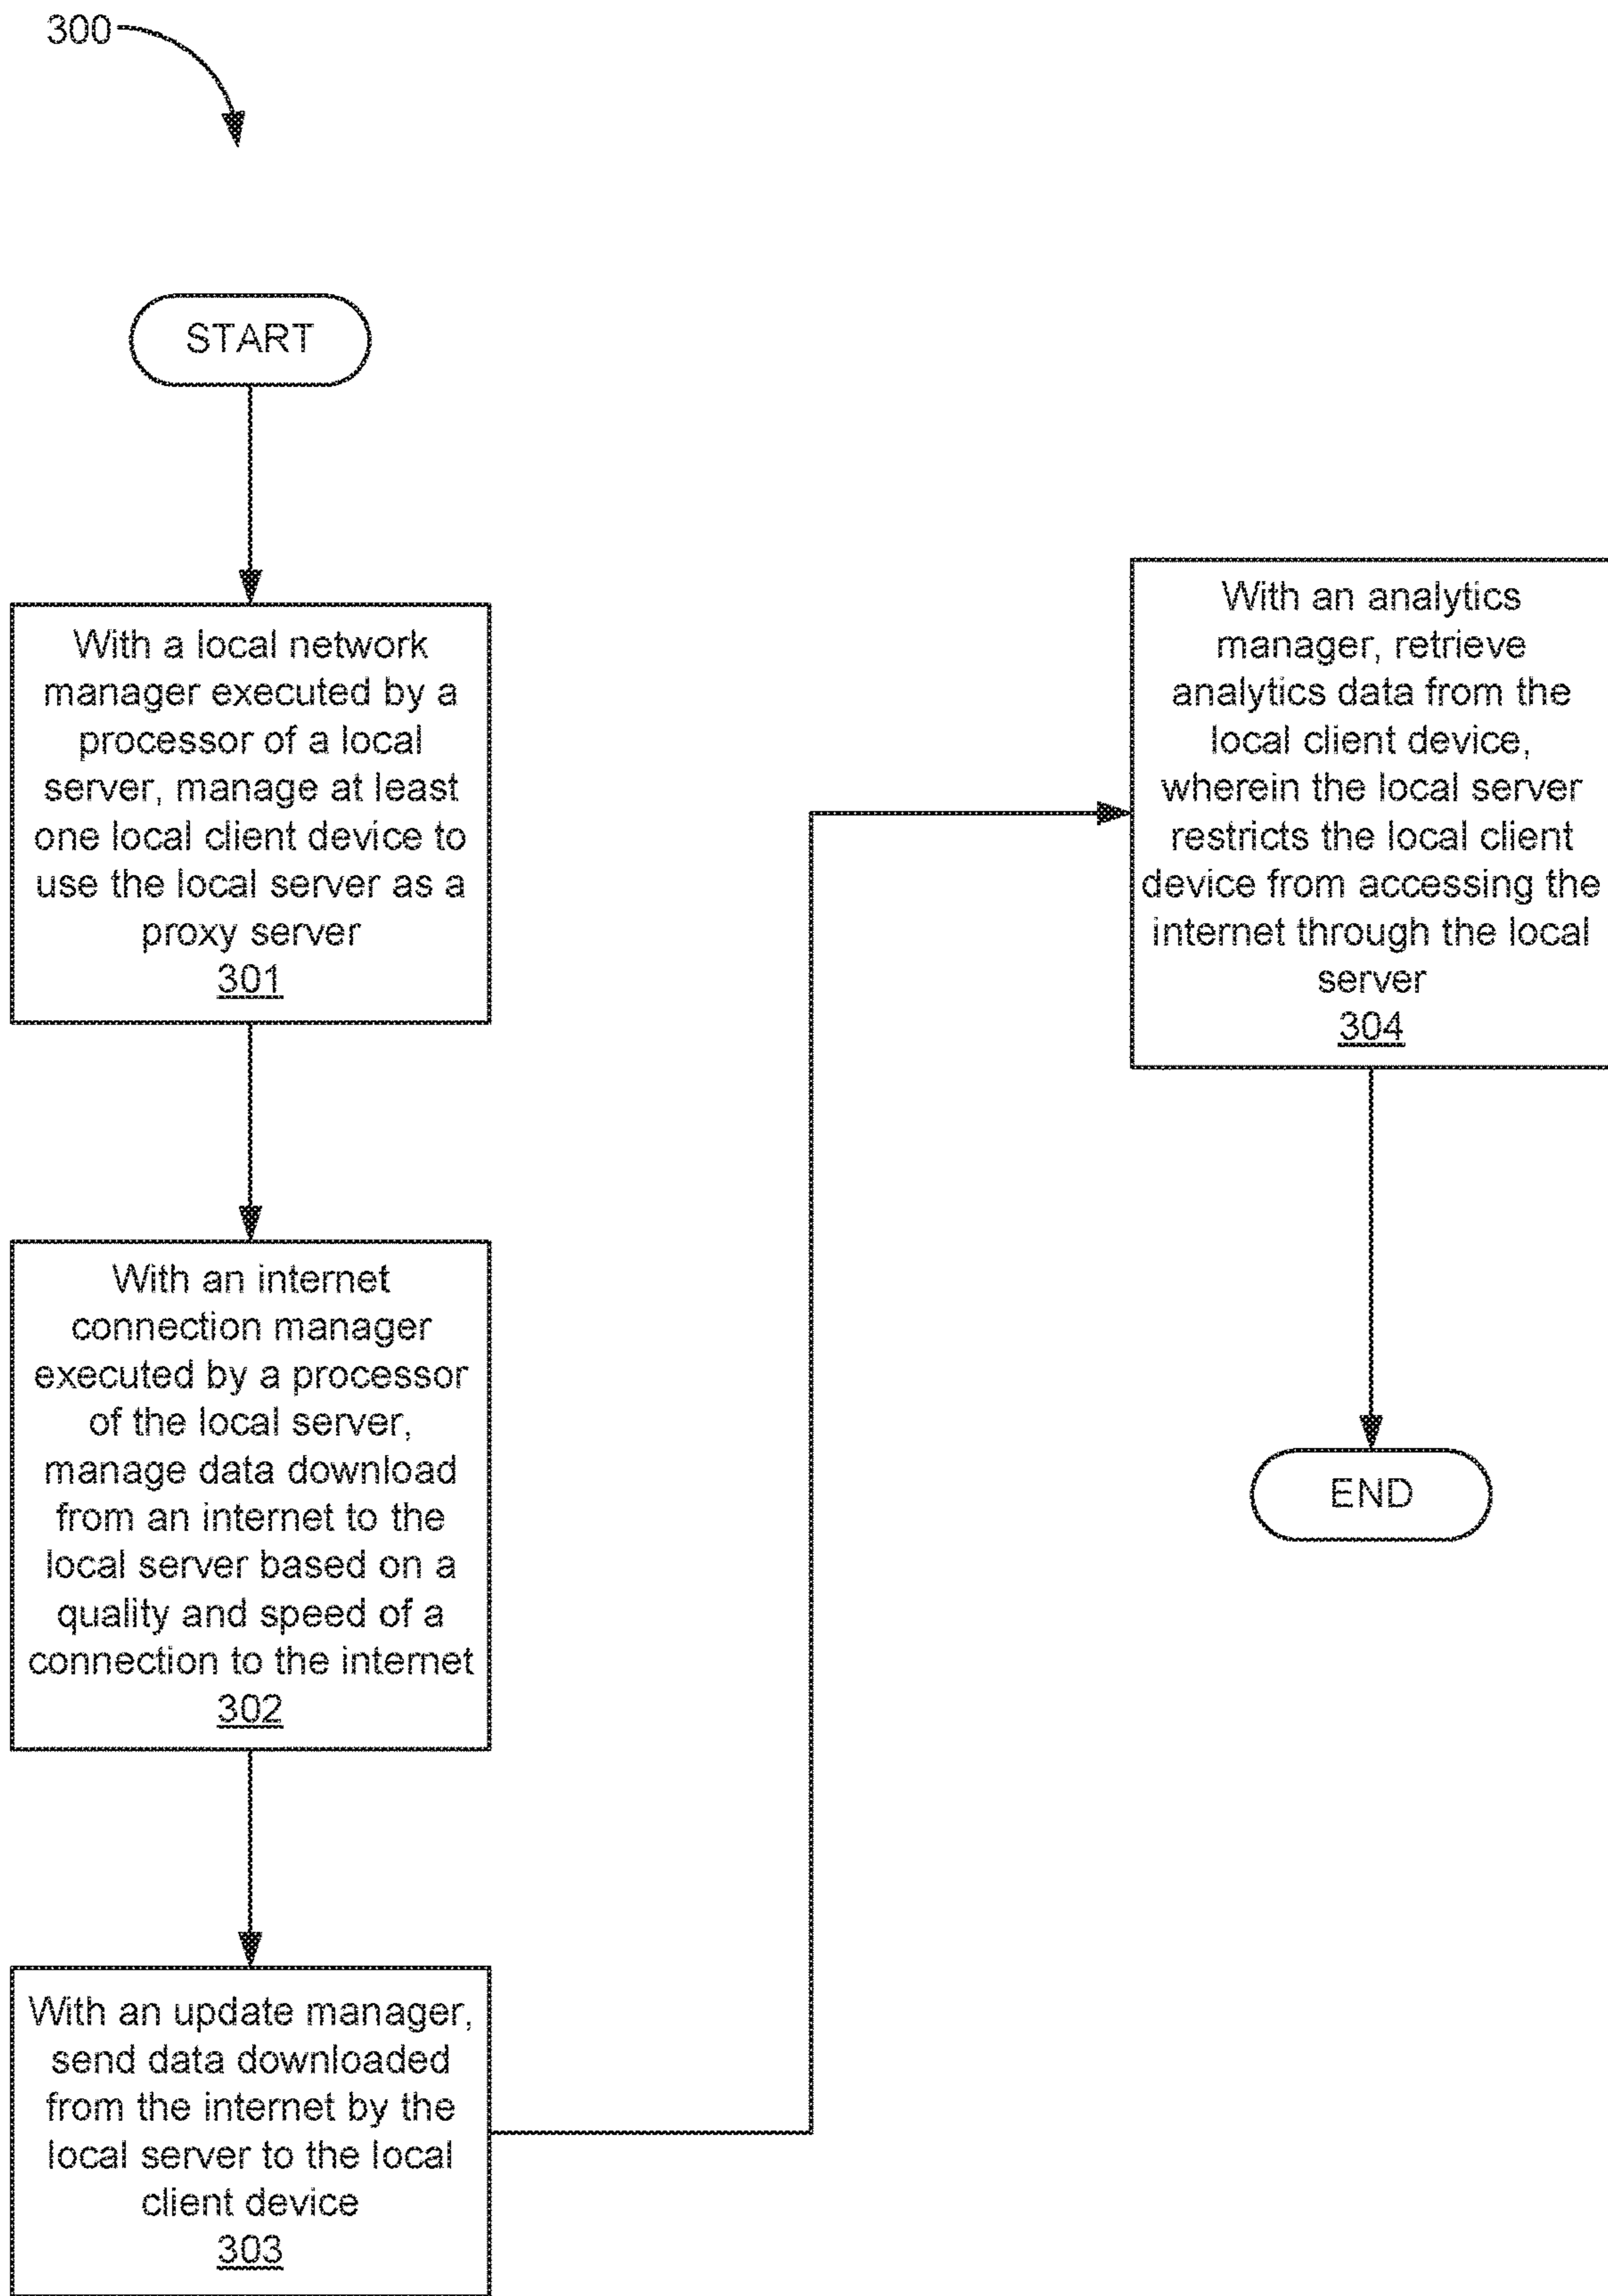 300
START
With a local network
manager executed by a
processor of a local
server, manage at least
one local client device to
use the local server as a
proxy server
301
With an internet
connection manager
executed by a processor
of the local server,
manage data download
from an internet to the
local server based on a
quality and speed of a
connection to the internet
302
With an update manager,
send data downloaded
from the internet by the
local server to the local
client device
303
With an analytics
manager, retrieve
analytics data from the
local client device,
wherein the local server
restricts the local client
device from accessing the
internet through the local
server
304
END